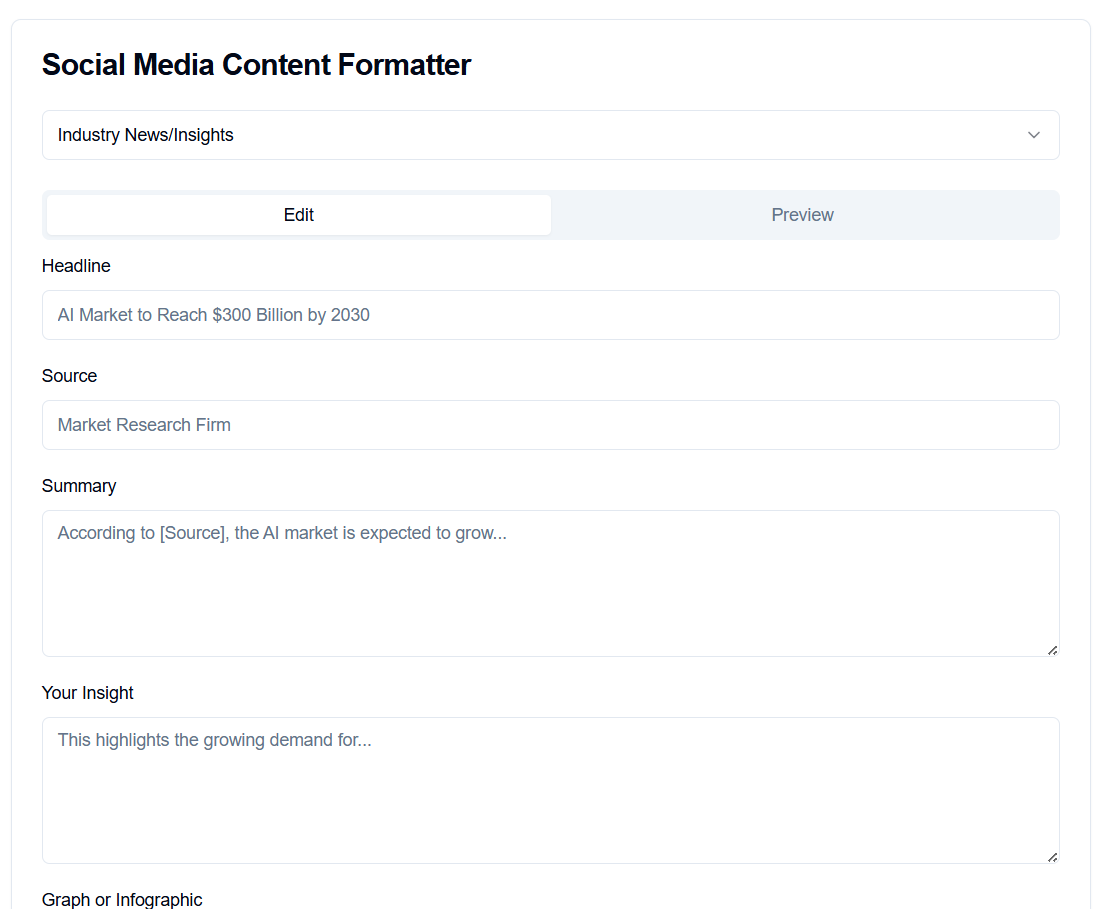 Social Media Content Formatter
Industry News/Insights
Edit
Preview
Headline
AI Market to Reach $300 Billion by 2030
Source
Market Research Firm
Summary
According to [Source], the AI market is expected to grow...
Your Insight
This highlights the growing demand for...
Graph or Infographic